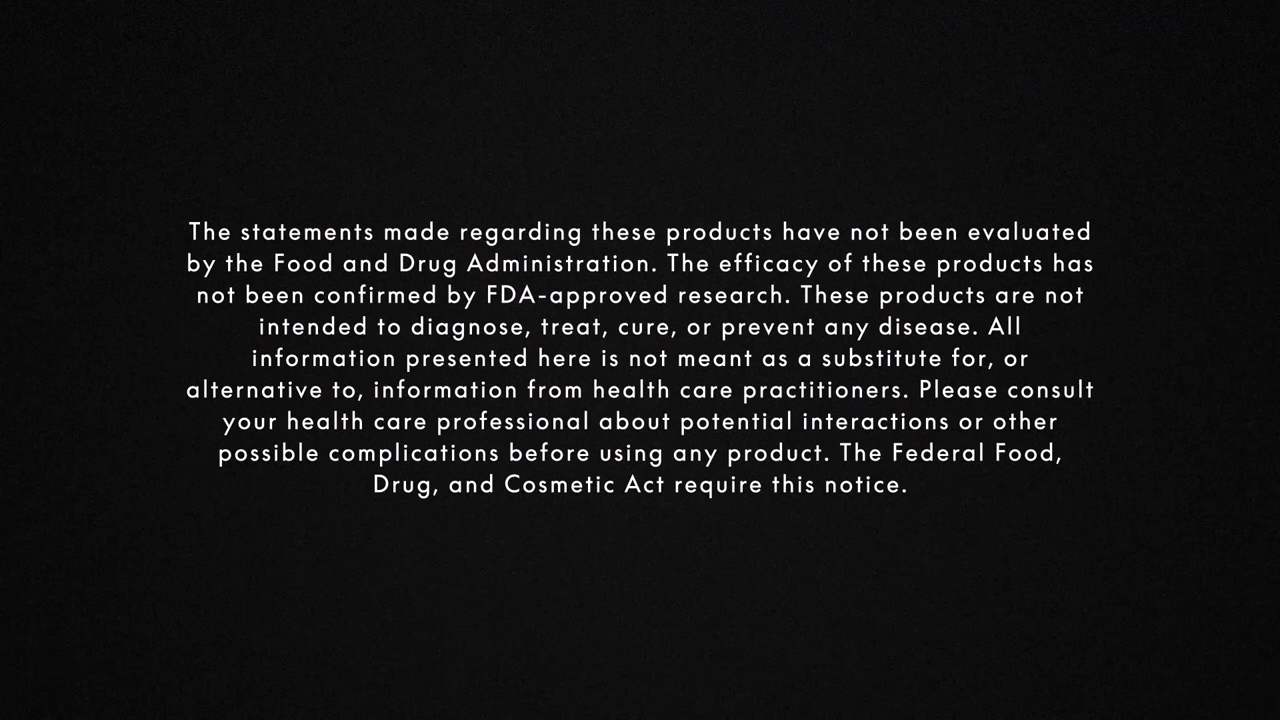 The statements made regarding these products have not been evaluated
by the Food and Drug Administration. The efficacy of these products has
not been confirmed by FDA-approved research. These products are not
intended to diagnose, treat, cure, or prevent any disease. All
information presented here is not meant as a substitute for, or
alternative to, information from health care practitioners. Please consult
your health care professional about potential interactions or other
possible complications before using any product. The Federal Food,
Drug, and Cosmetic Act require this notice.